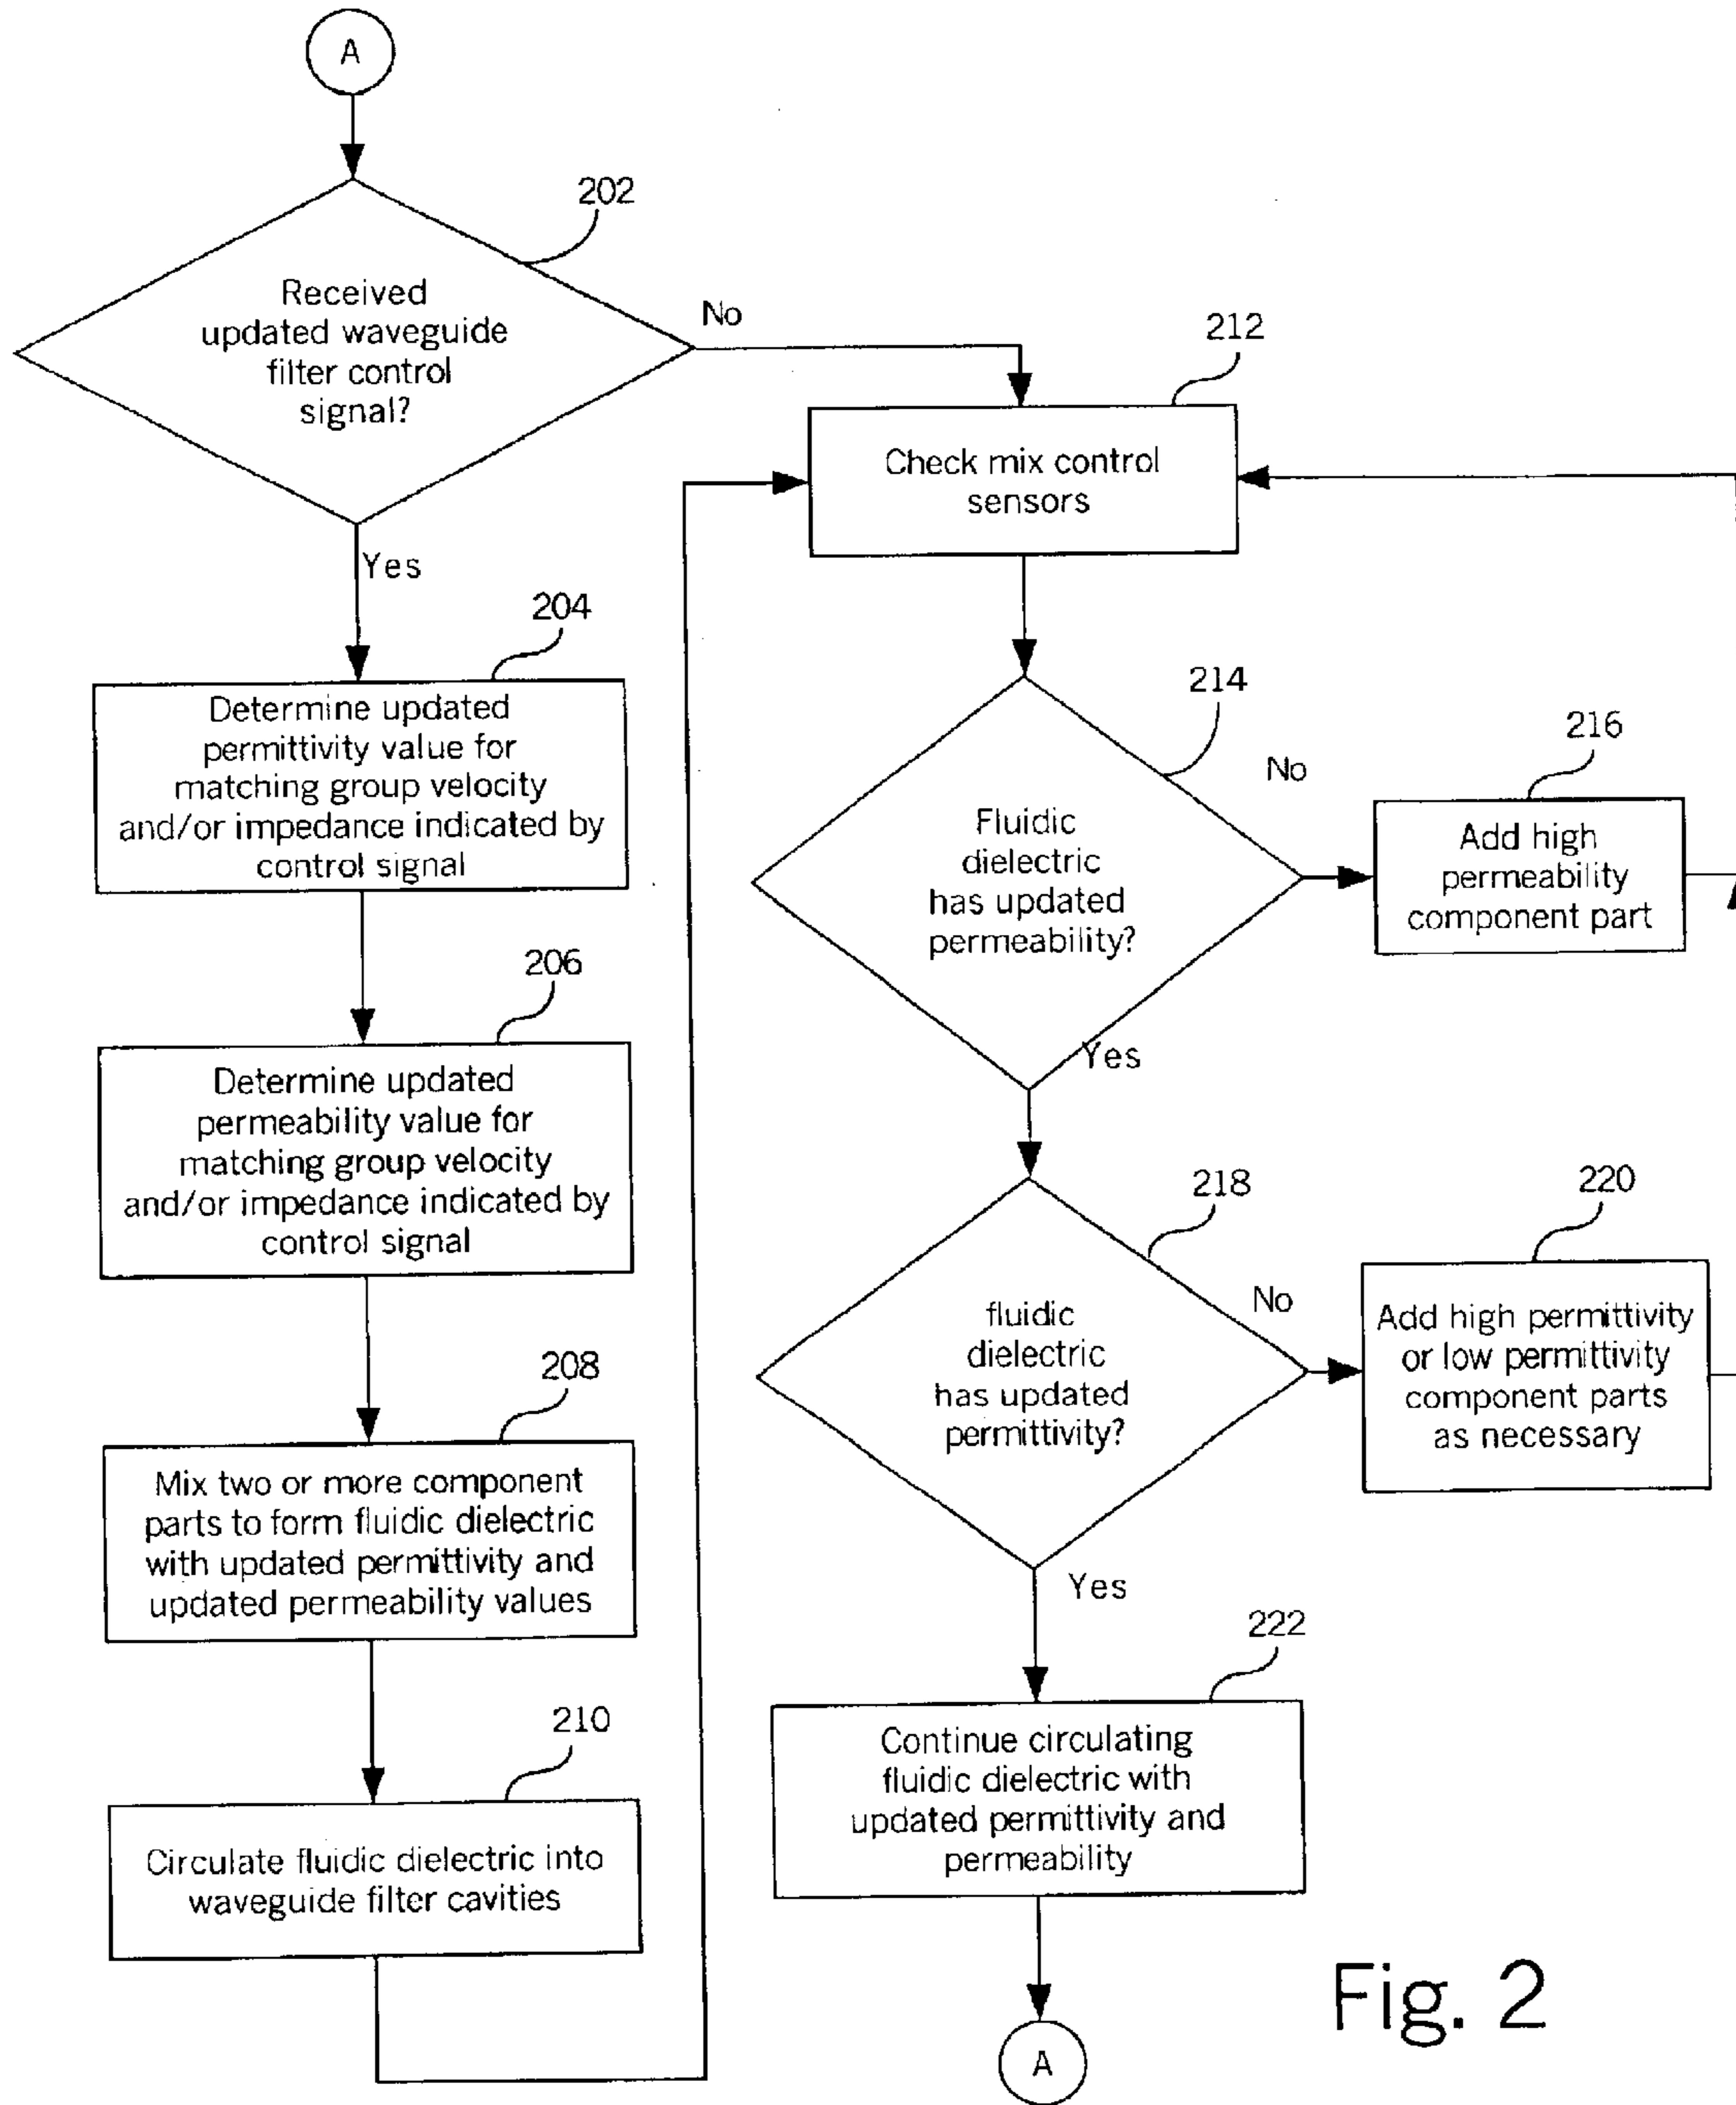 A
202
Received
updated waveguide
filter control
signal?
No
Yes
204
Determine updated
permittivity value for
matching group velocity
and/or impedance indicated by
control signal
206
Determine updated
permeability value for
matching group velocity
and/or impedance indicated by
control signal
208
Mix two or more component
parts to form fluidic dielectric
with updated permittivity and
updated permeability values
210
Circulate fluidic dielectric into
waveguide filter cavities
212
Check mix control
sensors
214
Fluidic
dielectric
has updated
permeability?
No
Yes
216
Add high
permeability
component part
218
fluidic
dielectric
has updated
permittivity?
No
Yes
220
Add high permittivity
or low permittivity
component parts
as necessary
222
Continue circulating
fluidic dielectric with
updated permittivity and
permeability
A
Fig. 2